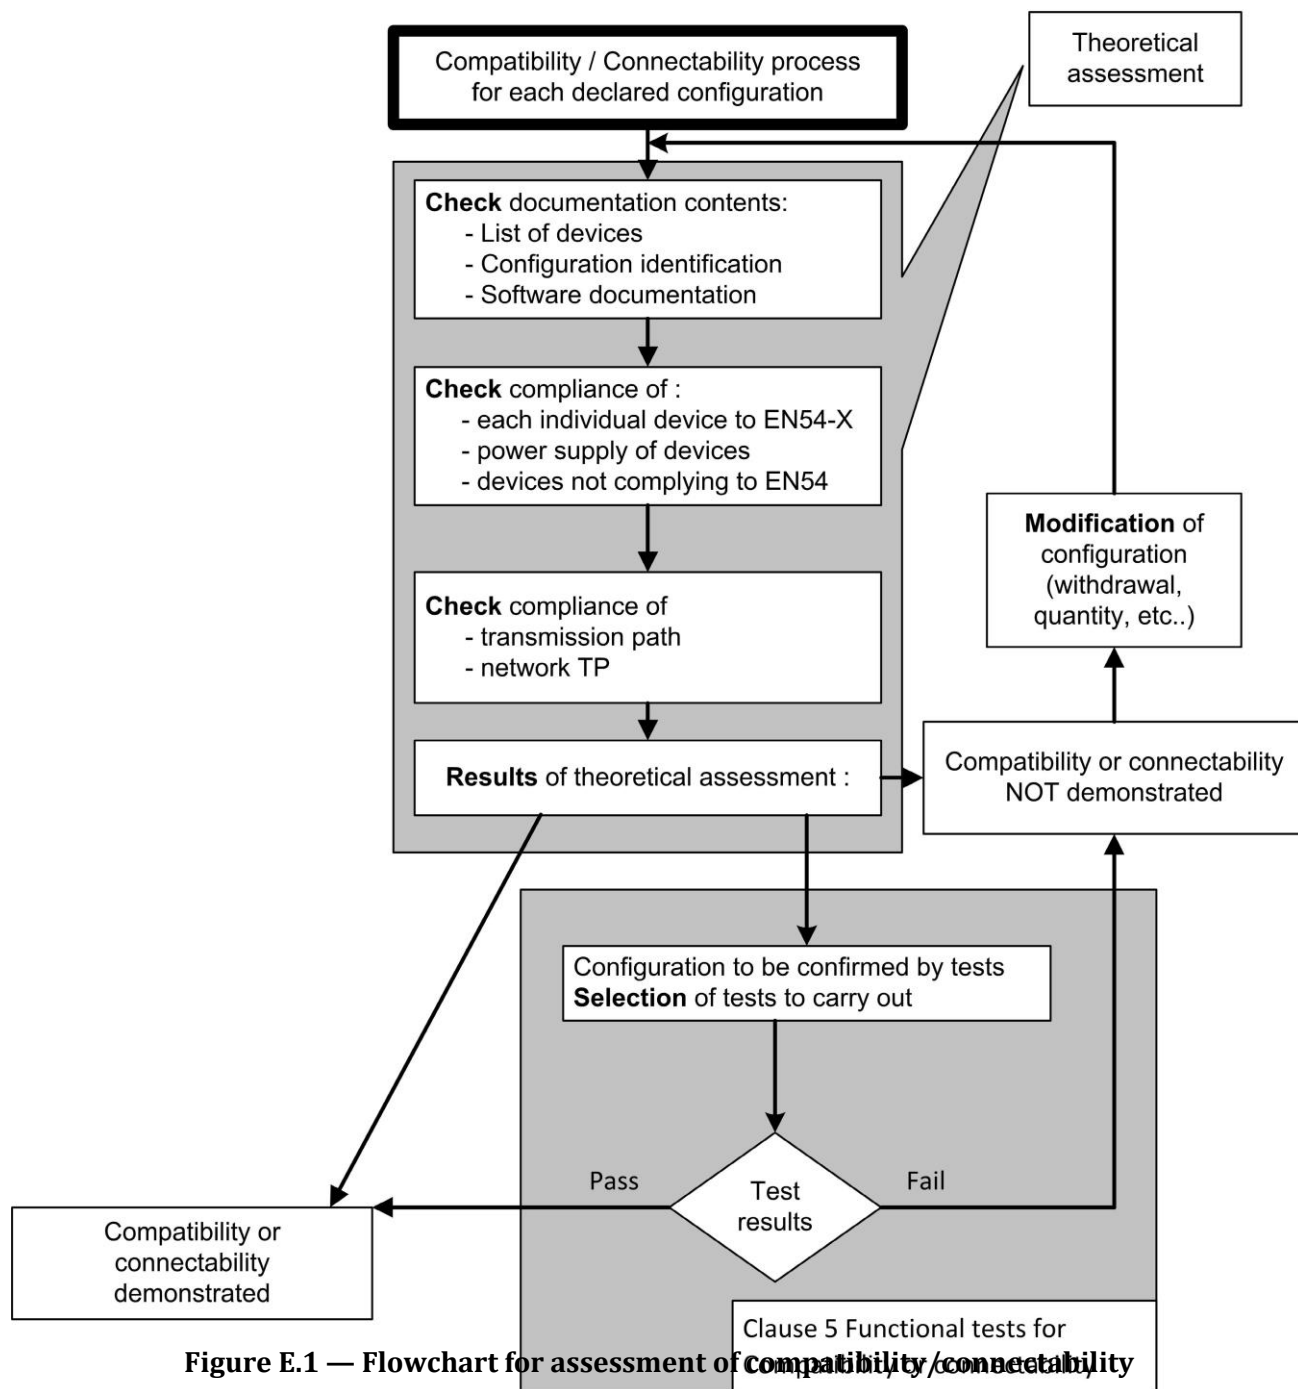 Compatibility / Connectability process
for each declared configuration
Theoretical
assessment
Check documentation contents:
- List of devices
- Configuration identification
- Software documentation
Check compliance of :
- each individual device to EN54-X
- power supply of devices
- devices not complying to EN54
Modification of
configuration
(withdrawal,
quantity, etc..)
Check compliance of
- transmission path
- network TP
Results of theoretical assessment :
Compatibility or connectability
NOT demonstrated
Configuration to be confirmed by tests
Selection of tests to carry out
Pass
Test
results
Fail
Compatibility or
connectability
demonstrated
Clause 5 Functional tests for
Compatibility or connectability
Figure E.1 — Flowchart for assessment of compatibility/connectability